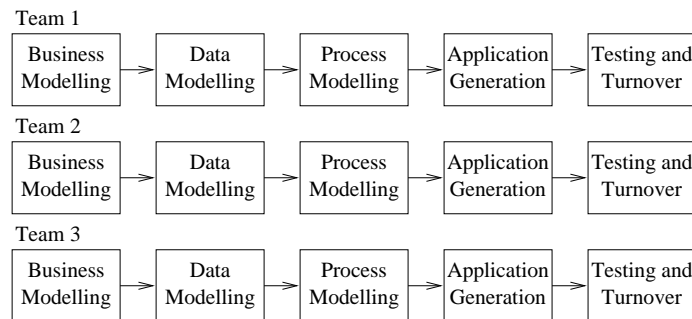 Team 1
Business
Modelling
Data
Modelling
Process
Modelling
Application
Generation
Testing and
Turnover
Team 2
Business
Modelling
Data
Modelling
Process
Modelling
Application
Generation
Testing and
Turnover
Team 3
Business
Modelling
Data
Modelling
Process
Modelling
Application
Generation
Testing and
Turnover